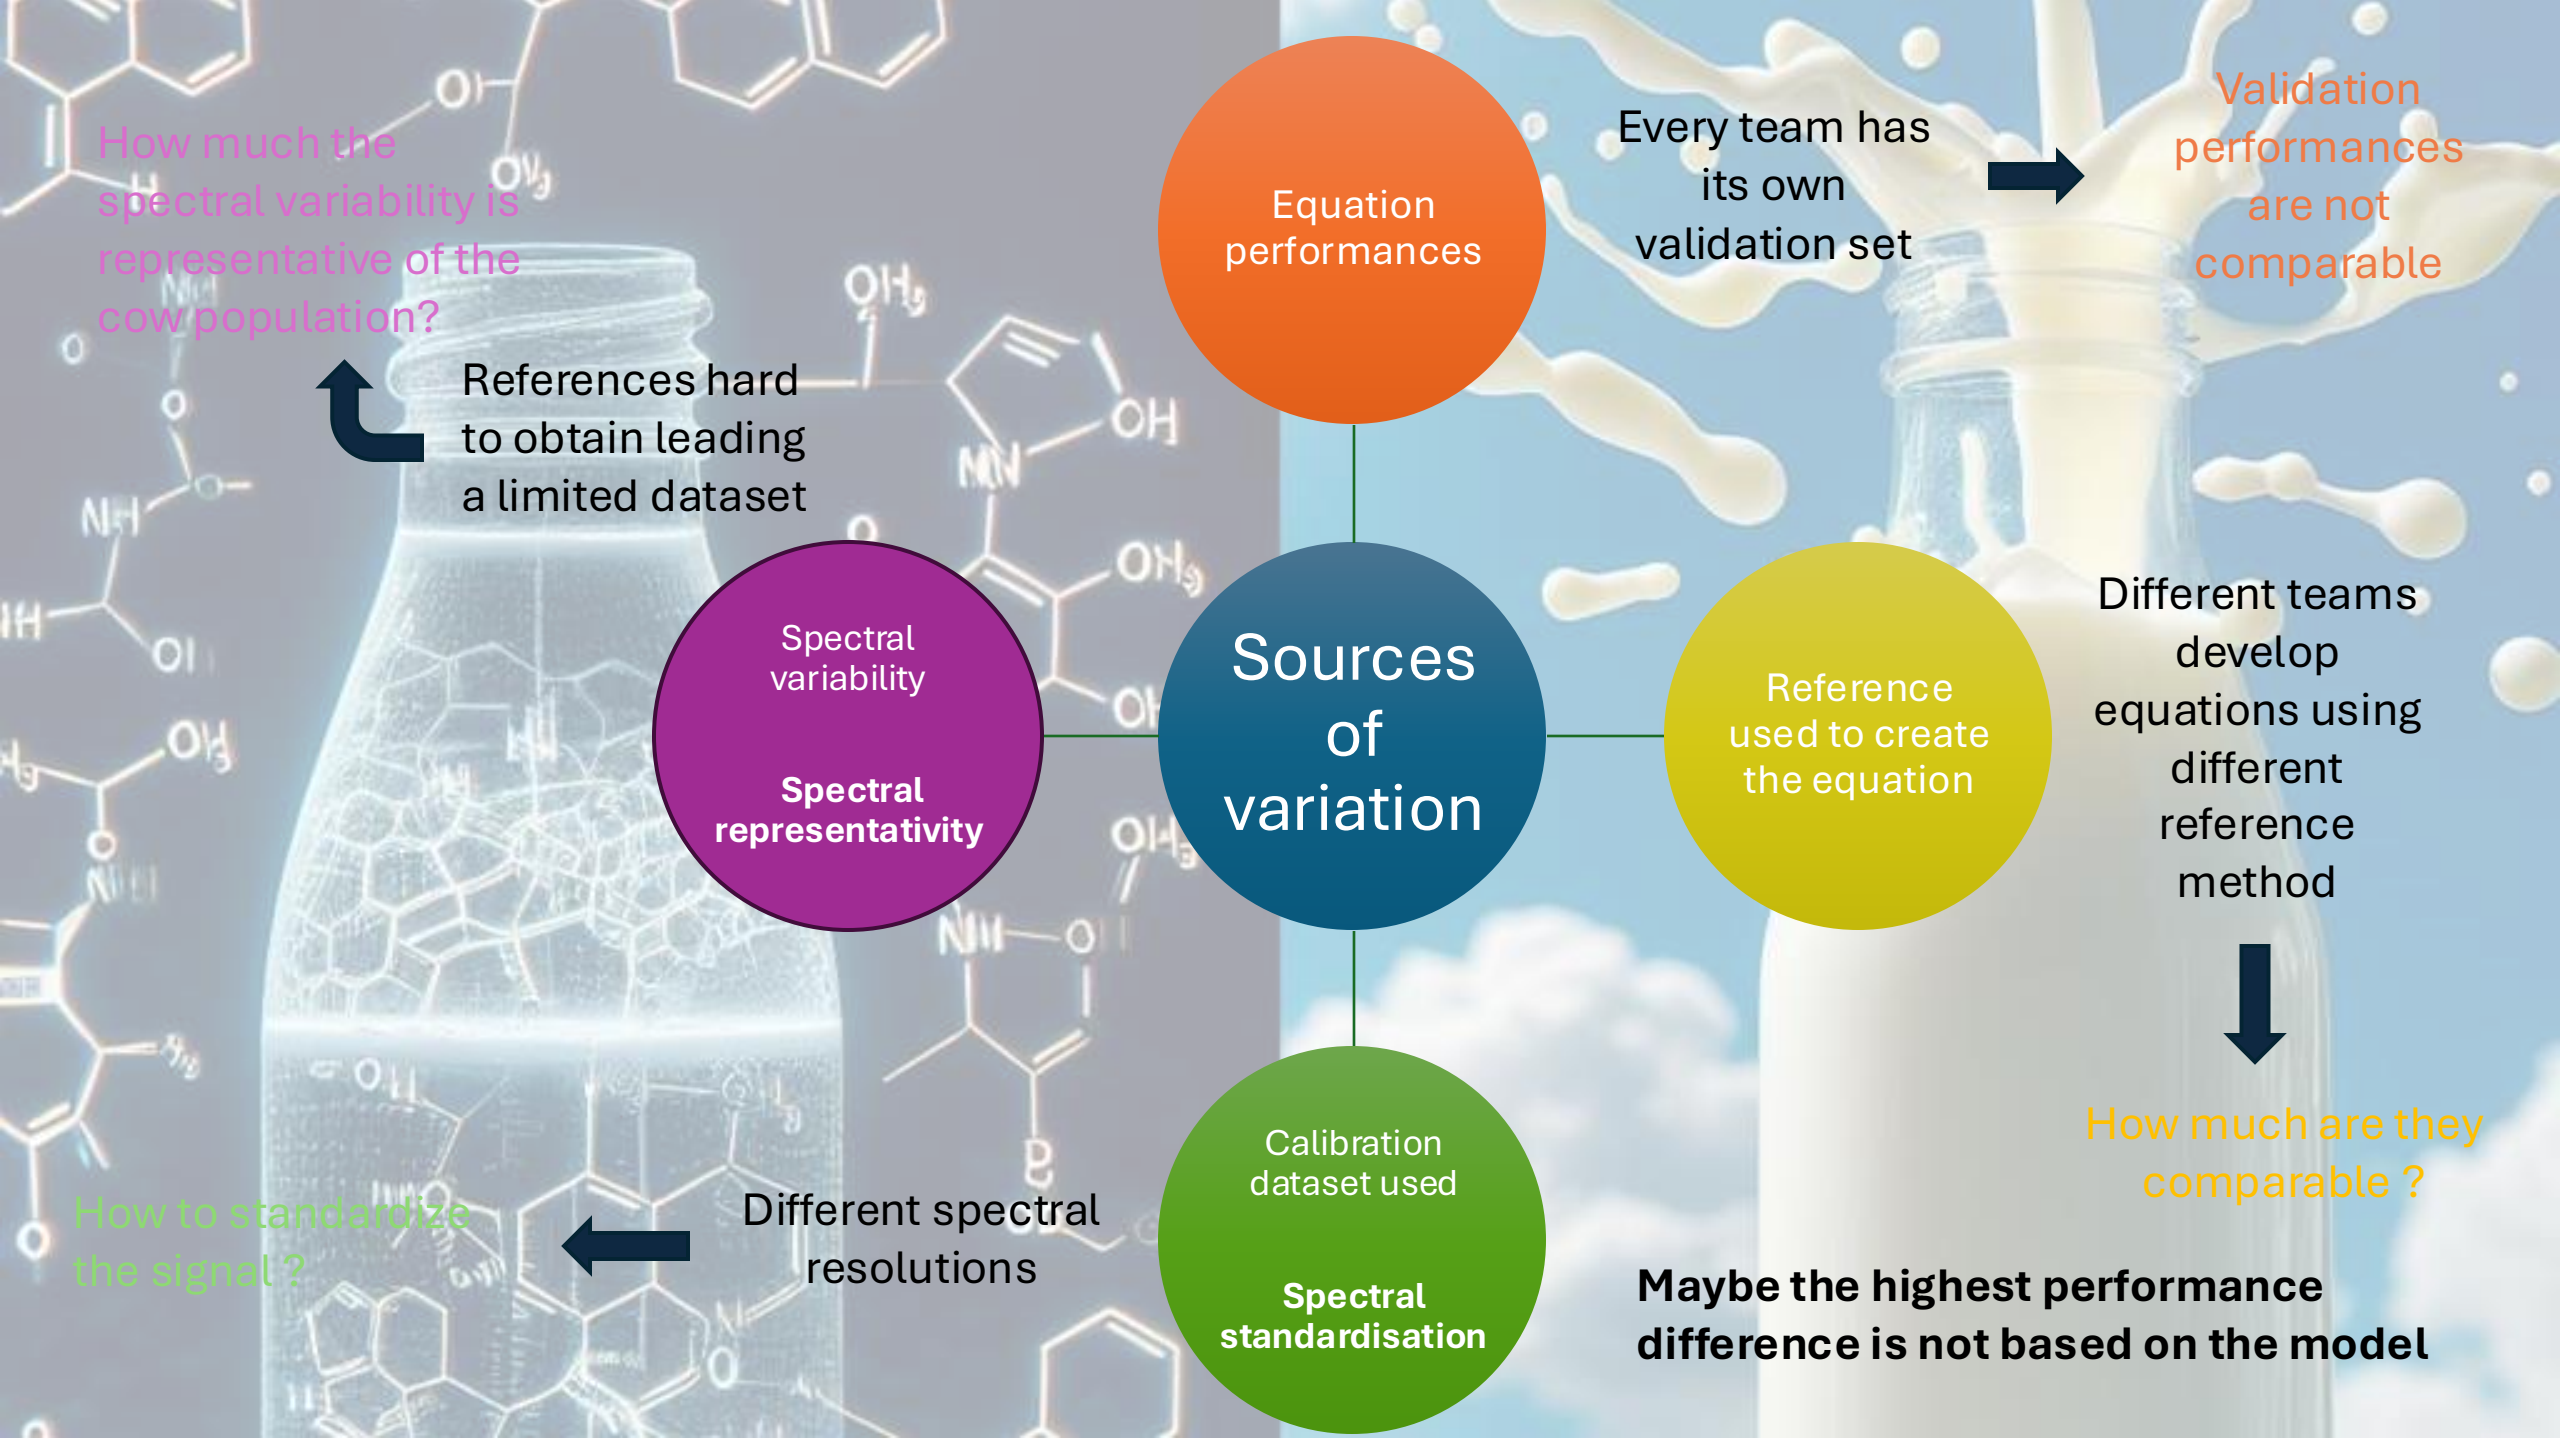 How much the
spectral variability is
representative of the
cow population?
References hard
to obtain leading
a limited dataset
Equation
performances
Every team has
its own
validation set
Validation
performances
are not
comparable
Spectral
variability
Spectral
representativity
Sources
of
variation
Reference
used to create
the equation
Different teams
develop
equations using
different
reference
method
How much are they
comparable ?
Calibration
dataset used
Spectral
standardisation
Different spectral
resolutions
How to standardize
the signal ?
Maybe the highest performance
difference is not based on the model